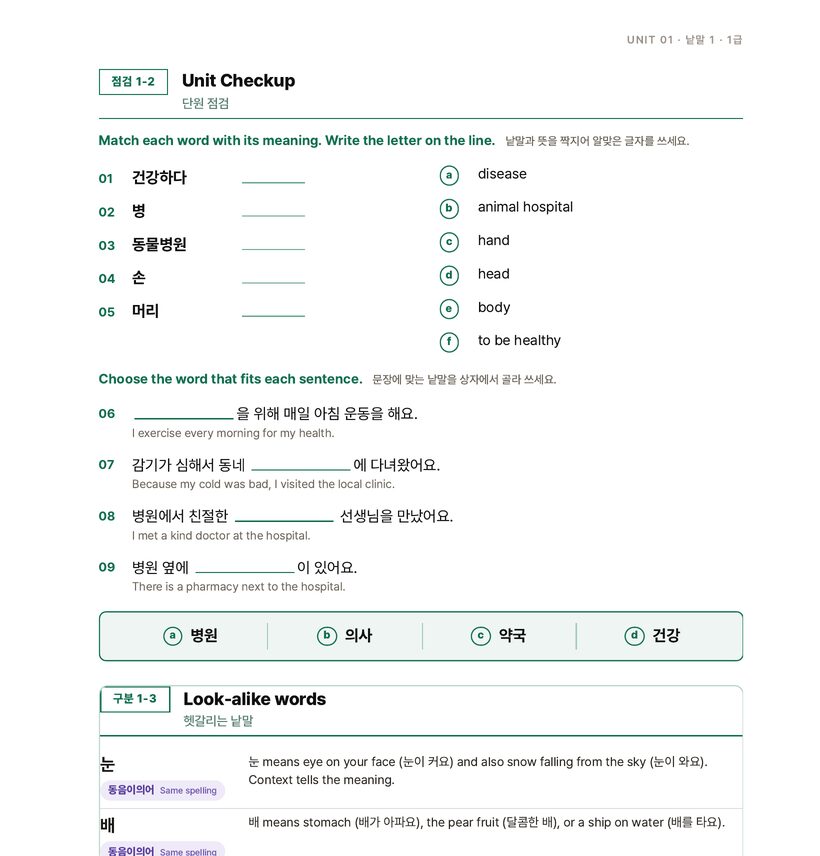 UNIT 01 · 낱말 1 · 1급
점검 1-2 Unit Checkup
단원 점검
Match each word with its meaning. Write the letter on the line. 낱말과 뜻을 짝지어 알맞은 글자를 쓰세요.
01 건강하다 a disease
02 병 b animal hospital
03 동물병원 c hand
04 손 d head
05 머리 e body
f to be healthy
Choose the word that fits each sentence. 문장에 맞는 낱말을 상자에서 골라 쓰세요.
06 을 위해 매일 아침 운동을 해요.
I exercise every morning for my health.
07 감기가 심해서 동네 에 다녀왔어요.
Because my cold was bad, I visited the local clinic.
08 병원에서 친절한 선생님을 만났어요.
I met a kind doctor at the hospital.
09 병원 옆에 이 있어요.
There is a pharmacy next to the hospital.
a 병원 b 의사 c 약국 d 건강
구분 1-3 Look-alike words
헷갈리는 낱말
눈 눈 means eye on your face (눈이 커요) and also snow falling from the sky (눈이 와요).
동음이의어 Same spelling Context tells the meaning.
배 배 means stomach (배가 아파요), the pear fruit (달콤한 배), or a ship on water (배를 타요).
동음이의어 Same spelling